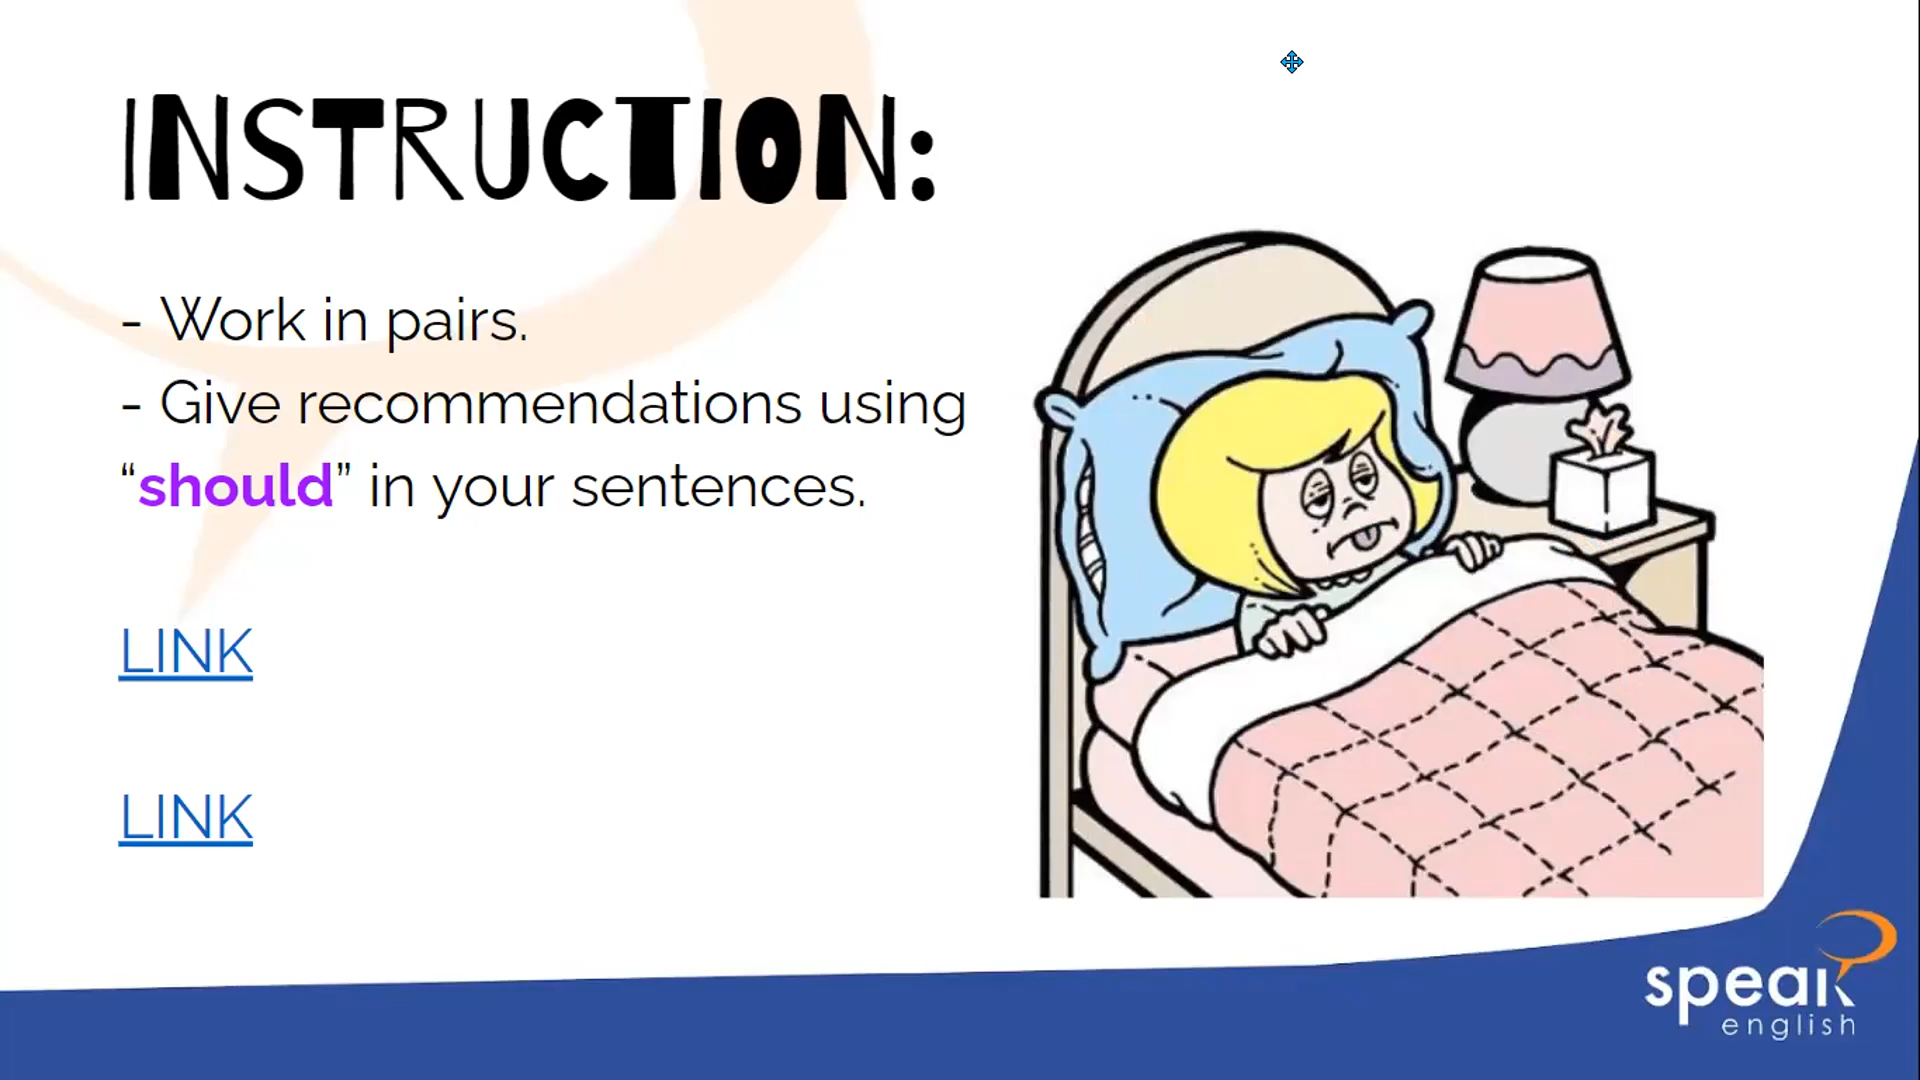 INSTRUCTION:
- Work in pairs.
- Give recommendations using
“should” in your sentences.
LINK
LINK
speak
english